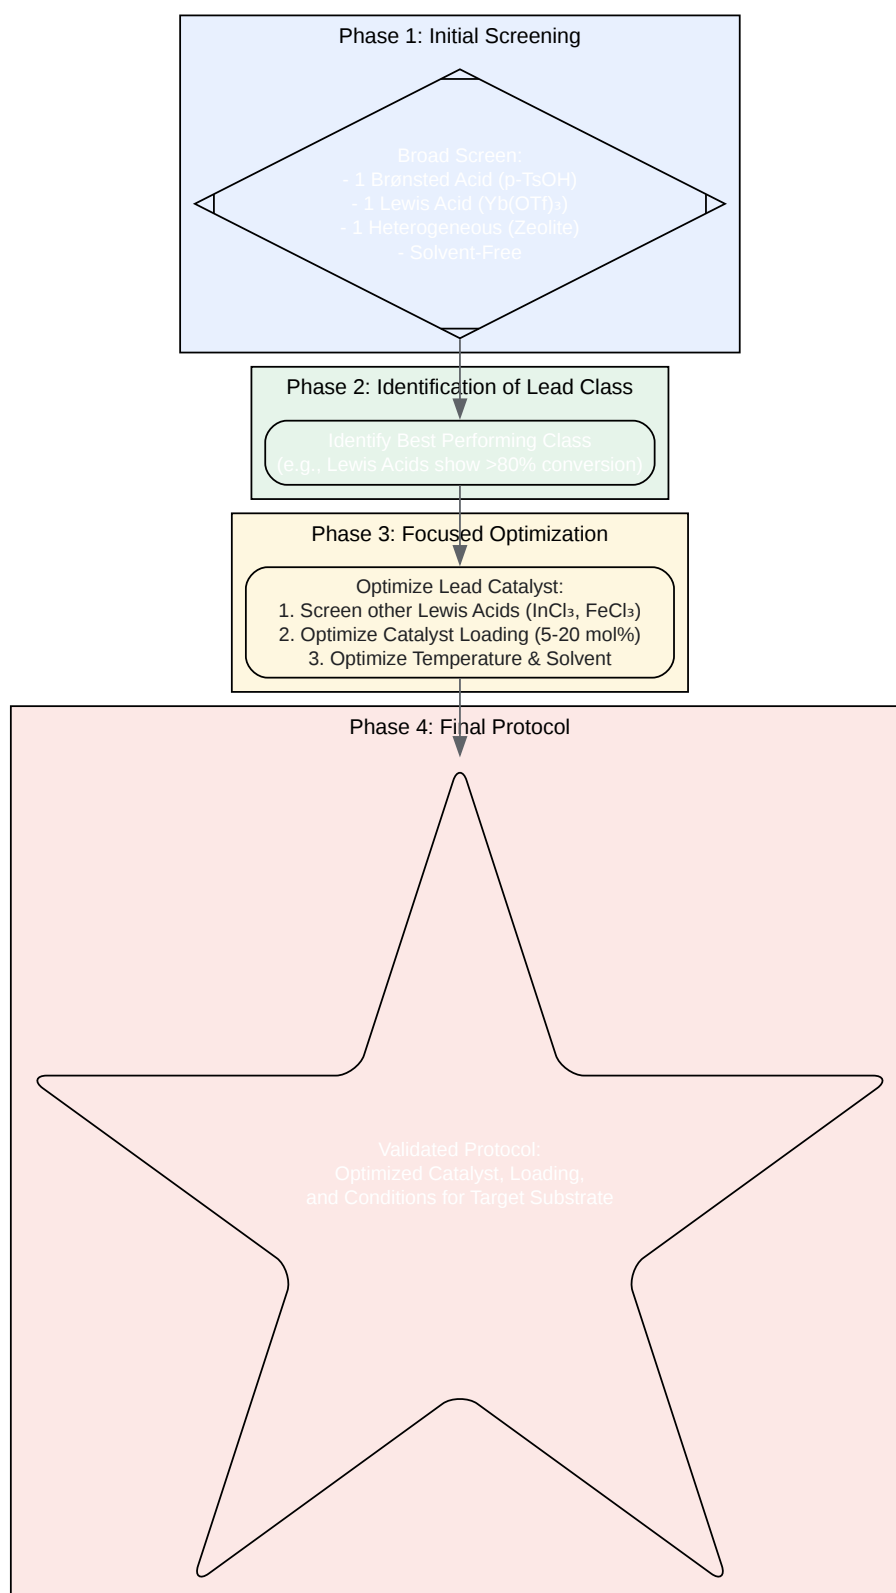 Phase 1: Initial Screening
Broad Screen:
- 1 Brønsted Acid (p-TsOH)
- 1 Lewis Acid (Yb(OTf)₃)
- 1 Heterogeneous (Zeolite)
- Solvent-Free
Phase 2: Identification of Lead Class
Identify Best Performing Class
(e.g., Lewis Acids show >80% conversion)
Phase 3: Focused Optimization
Optimize Lead Catalyst:
1. Screen other Lewis Acids (InCl₃, FeCl₃)
2. Optimize Catalyst Loading (5-20 mol%)
3. Optimize Temperature & Solvent
Phase 4: Final Protocol
Validated Protocol:
Optimized Catalyst, Loading,
and Conditions for Target Substrate